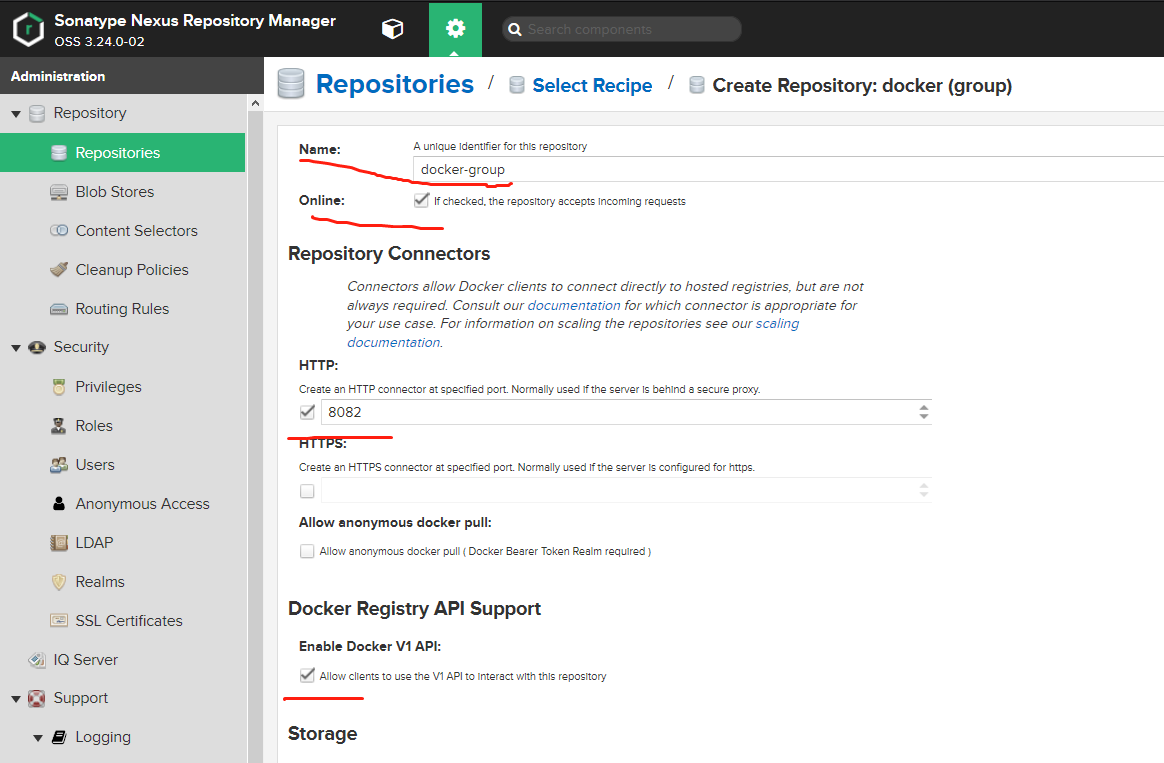 Sonatype Nexus Repository Manager
OSS 3.24.0-02
Search components
Administration
Repository
Repositories
Blob Stores
Content Selectors
Cleanup Policies
Routing Rules
Security
Privileges
Roles
Users
Anonymous Access
LDAP
Realms
SSL Certificates
IQ Server
Support
Logging
Repositories / Select Recipe / Create Repository: docker (group)
Name:
A unique identifier for this repository
docker-group
Online:
If checked, the repository accepts incoming requests
Repository Connectors
Connectors allow Docker clients to connect directly to hosted registries, but are not
always required. Consult our documentation for which connector is appropriate for
your use case. For information on scaling the repositories see our scaling
documentation.
HTTP:
Create an HTTP connector at specified port. Normally used if the server is behind a secure proxy.
8082
HTTPS:
Create an HTTPS connector at specified port. Normally used if the server is configured for https.
Allow anonymous docker pull:
Allow anonymous docker pull ( Docker Bearer Token Realm required )
Docker Registry API Support
Enable Docker V1 API:
Allow clients to use the V1 API to interact with this repository
Storage